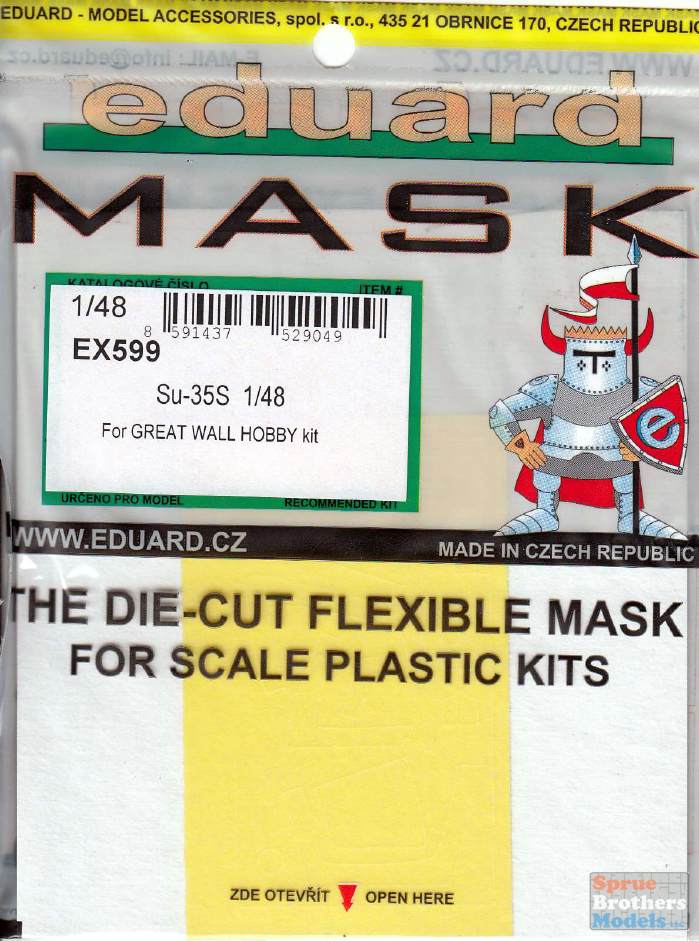 EDUARD - MODEL ACCESSORIES, spol. s r.o., 435 21 OBRNICE 170, CZECH REPUBLIC
WWW.EDUARD.CZ
E-MAIL: info@eduard.cz
eduard
MASK
KATALOGOVÉ ČÍSLO ITEM #
1/48
8 591437 529049
EX599
Su-35S 1/48
For GREAT WALL HOBBY kit
URČENO PRO MODEL RECOMMENDED KIT
e
WWW.EDUARD.CZ
MADE IN CZECH REPUBLIC
THE DIE-CUT FLEXIBLE MASK
FOR SCALE PLASTIC KITS
ZDE OTEVŘÍT OPEN HERE
Sprue
Brothers
Models